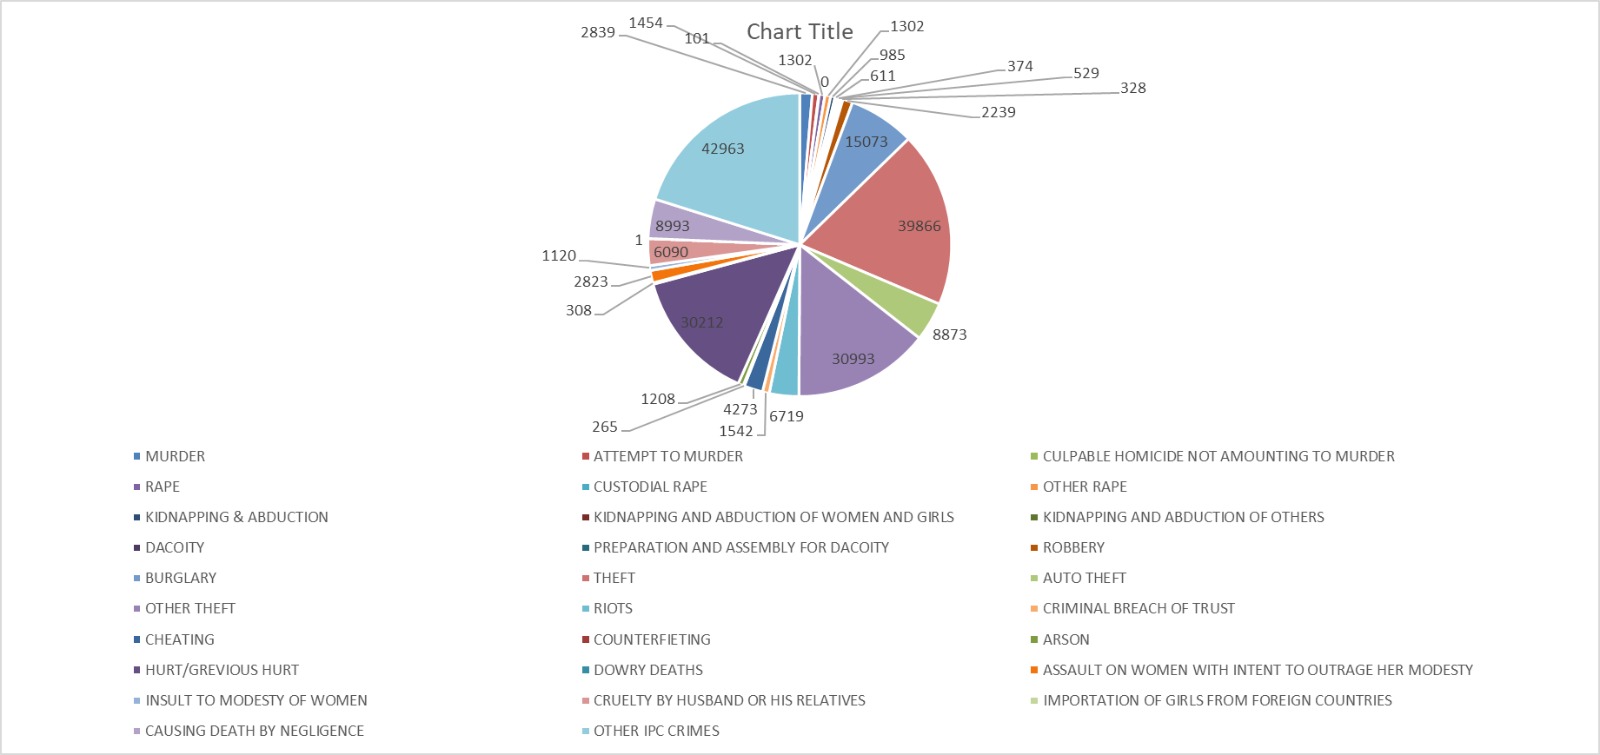 Chart Title
2839
1454
101
1302
0
1302
985
611
374
529
328
2239
15073
39866
8873
30993
6719
1542
4273
265
1208
30212
308
2823
1120
6090
1
8993
42963
MURDER
ATTEMPT TO MURDER
CULPABLE HOMICIDE NOT AMOUNTING TO MURDER
RAPE
CUSTODIAL RAPE
OTHER RAPE
KIDNAPPING & ABDUCTION
KIDNAPPING AND ABDUCTION OF WOMEN AND GIRLS
KIDNAPPING AND ABDUCTION OF OTHERS
DACOITY
PREPARATION AND ASSEMBLY FOR DACOITY
ROBBERY
BURGLARY
THEFT
AUTO THEFT
OTHER THEFT
RIOTS
CRIMINAL BREACH OF TRUST
CHEATING
COUNTERFIETING
ARSON
HURT/GREVIOUS HURT
DOWRY DEATHS
ASSAULT ON WOMEN WITH INTENT TO OUTRAGE HER MODESTY
INSULT TO MODESTY OF WOMEN
CRUELTY BY HUSBAND OR HIS RELATIVES
IMPORTATION OF GIRLS FROM FOREIGN COUNTRIES
CAUSING DEATH BY NEGLIGENCE
OTHER IPC CRIMES